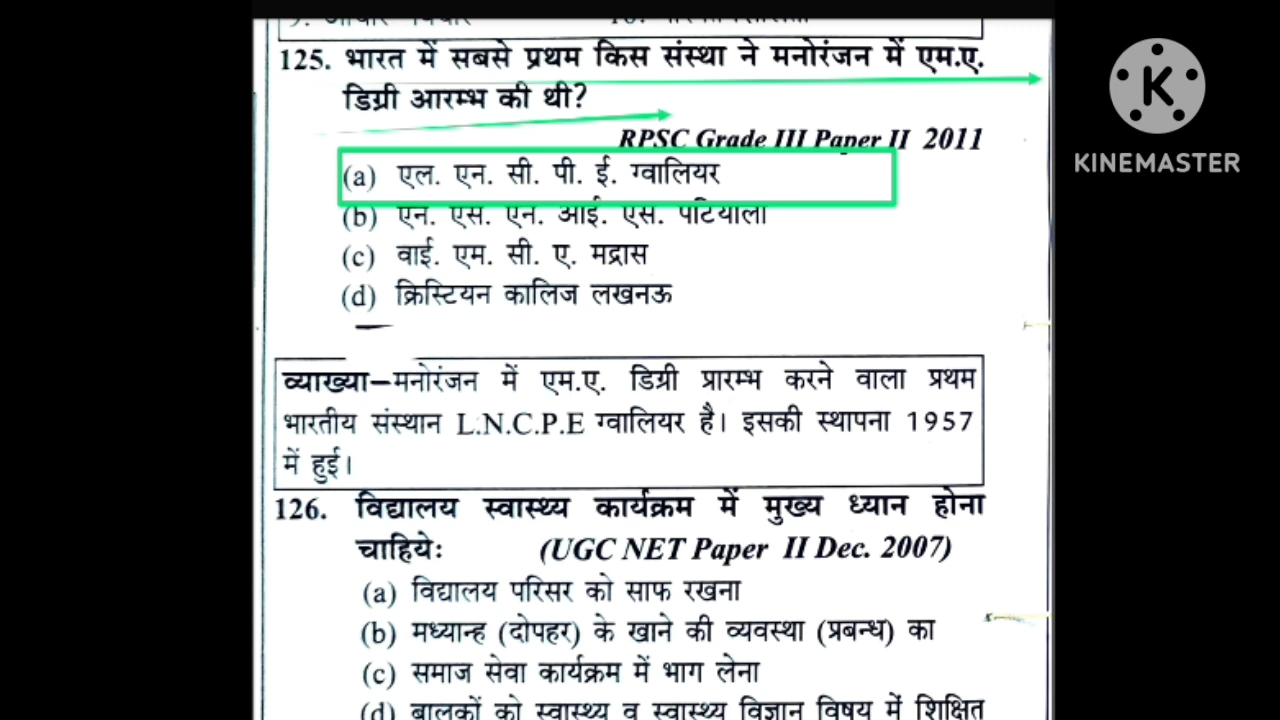 125. भारत में सबसे प्रथम किस संस्था ने मनोरंजन में एम.ए.
डिग्री आरम्भ की थी?
RPSC Grade III Paper II 2011
(a) एल. एन. सी. पी. ई. ग्वालियर
(b) एन. एस. एन. आई. एस. पटियाला
(c) वाई. एम. सी. ए. मद्रास
(d) क्रिस्टियन कालिज लखनऊ
व्याख्या–मनोरंजन में एम.ए. डिग्री प्रारम्भ करने वाला प्रथम
भारतीय संस्थान L.N.C.P.E ग्वालियर है। इसकी स्थापना 1957
में हुई।
126. विद्यालय स्वास्थ्य कार्यक्रम में मुख्य ध्यान होना
चाहिये: (UGC NET Paper II Dec. 2007)
(a) विद्यालय परिसर को साफ रखना
(b) मध्यान्ह (दोपहर) के खाने की व्यवस्था (प्रबन्ध) का
(c) समाज सेवा कार्यक्रम में भाग लेना
(d) बालकों को स्वास्थ्य व स्वास्थ्य विज्ञान विषय में शिक्षित
K
KINEMASTER